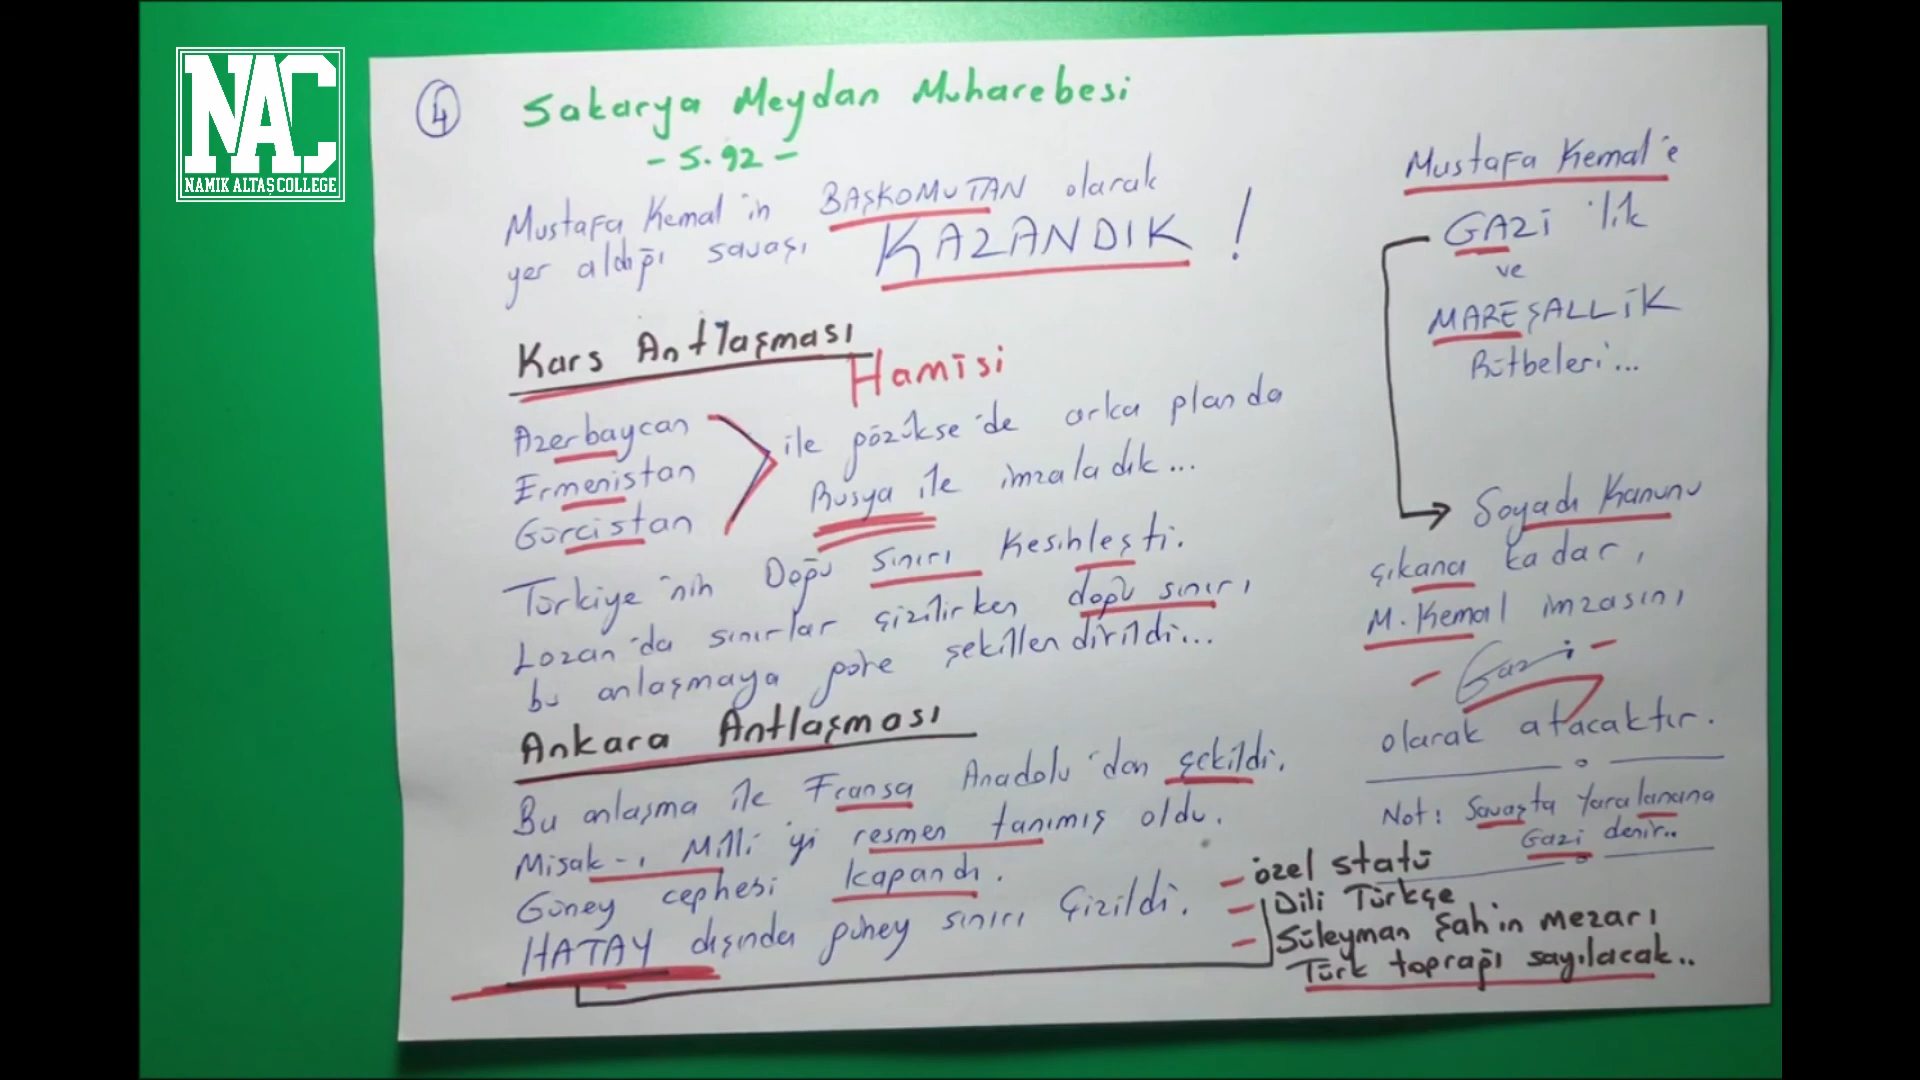 NAC
NAMIK ALTAŞ COLLEGE
4
Sakarya Meydan Muharebesi
- S. 92 -
Mustafa Kemal'in BAŞKOMUTAN olarak
yer aldığı savaşı KAZANDIK !
Kars Antlaşması
Hamisi
Azerbaycan
Ermenistan
Gürcistan
ile gözükse'de arka planda
Rusya ile imzaladık...
Türkiye'nin Doğu sınırı Kesinleşti.
Lozan'da sınırlar çizilirken doğu sınırı
bu anlaşmaya göre şekillendirildi...
Ankara Antlaşması
Bu anlaşma ile Fransa Anadolu'dan çekildi.
Misak-ı Milli'yi resmen tanımış oldu.
Güney cephesi kapandı.
HATAY dışında güney sınırı Çizildi.
Mustafa Kemal'e
GAZİ'lik
ve
MAREŞALLİK
Rütbeleri...
Soyadı Kanunu
çıkana kadar,
M. Kemal imzasını
- Gazi -
olarak atacaktır.
Not: Savaşta Yaralanana
Gazi denir..
- özel statü
- Dili Türkçe
- Süleyman Şah'ın mezarı
Türk toprağı sayılacak..